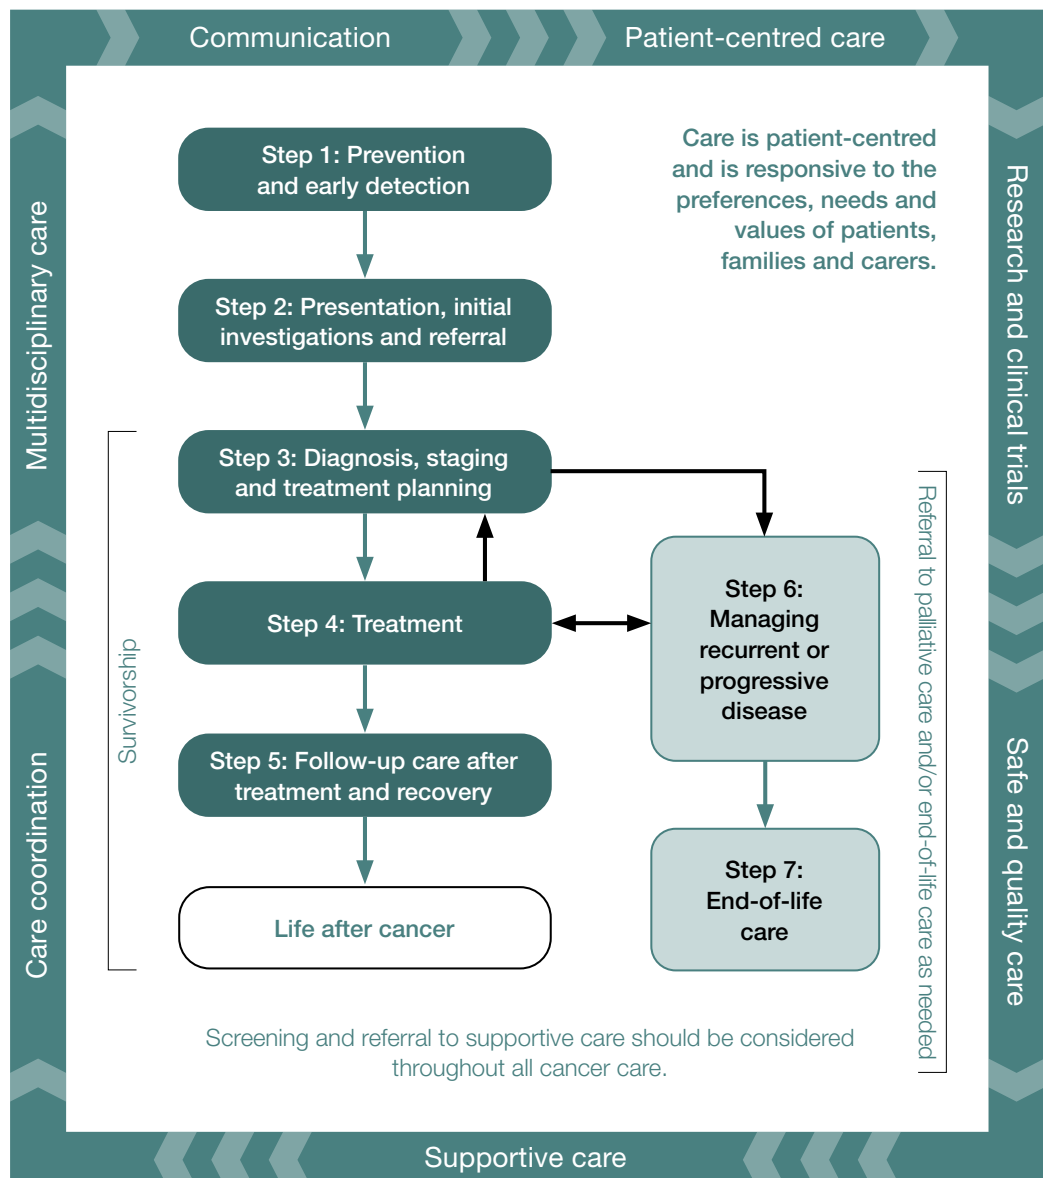 Communication
Patient-centred care
Multidisciplinary care
Care coordination
Research and clinical trials
Safe and quality care
Supportive care
Care is patient-centred
and is responsive to the
preferences, needs and
values of patients,
families and carers.
Step 1: Prevention
and early detection
Step 2: Presentation, initial
investigations and referral
Step 3: Diagnosis, staging
and treatment planning
Step 4: Treatment
Step 5: Follow-up care after
treatment and recovery
Life after cancer
Survivorship
Step 6:
Managing
recurrent or
progressive
disease
Step 7:
End-of-life
care
Referral to palliative care and/or end-of-life care as needed
Screening and referral to supportive care should be considered
throughout all cancer care.